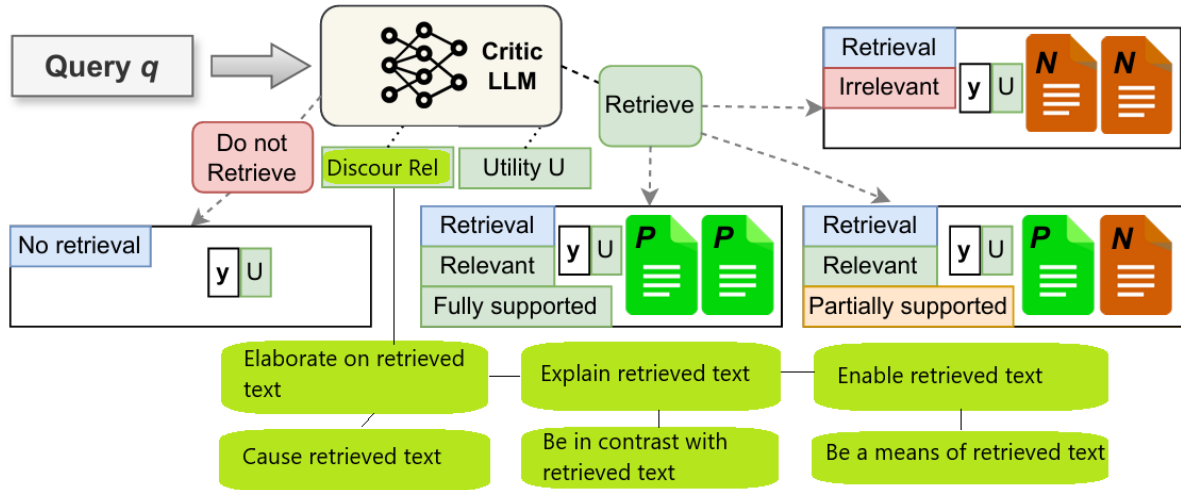 Query q
Critic
LLM
Retrieve
Do not
Retrieve
Discour Rel
Utility U
Retrieval
Irrelevant
y
U
N
N
No retrieval
y
U
Retrieval
Relevant
Fully supported
y
U
P
P
Retrieval
Relevant
Partially supported
y
U
P
N
Elaborate on retrieved
text
Explain retrieved text
Enable retrieved text
Cause retrieved text
Be in contrast with
retrieved text
Be a means of retrieved text